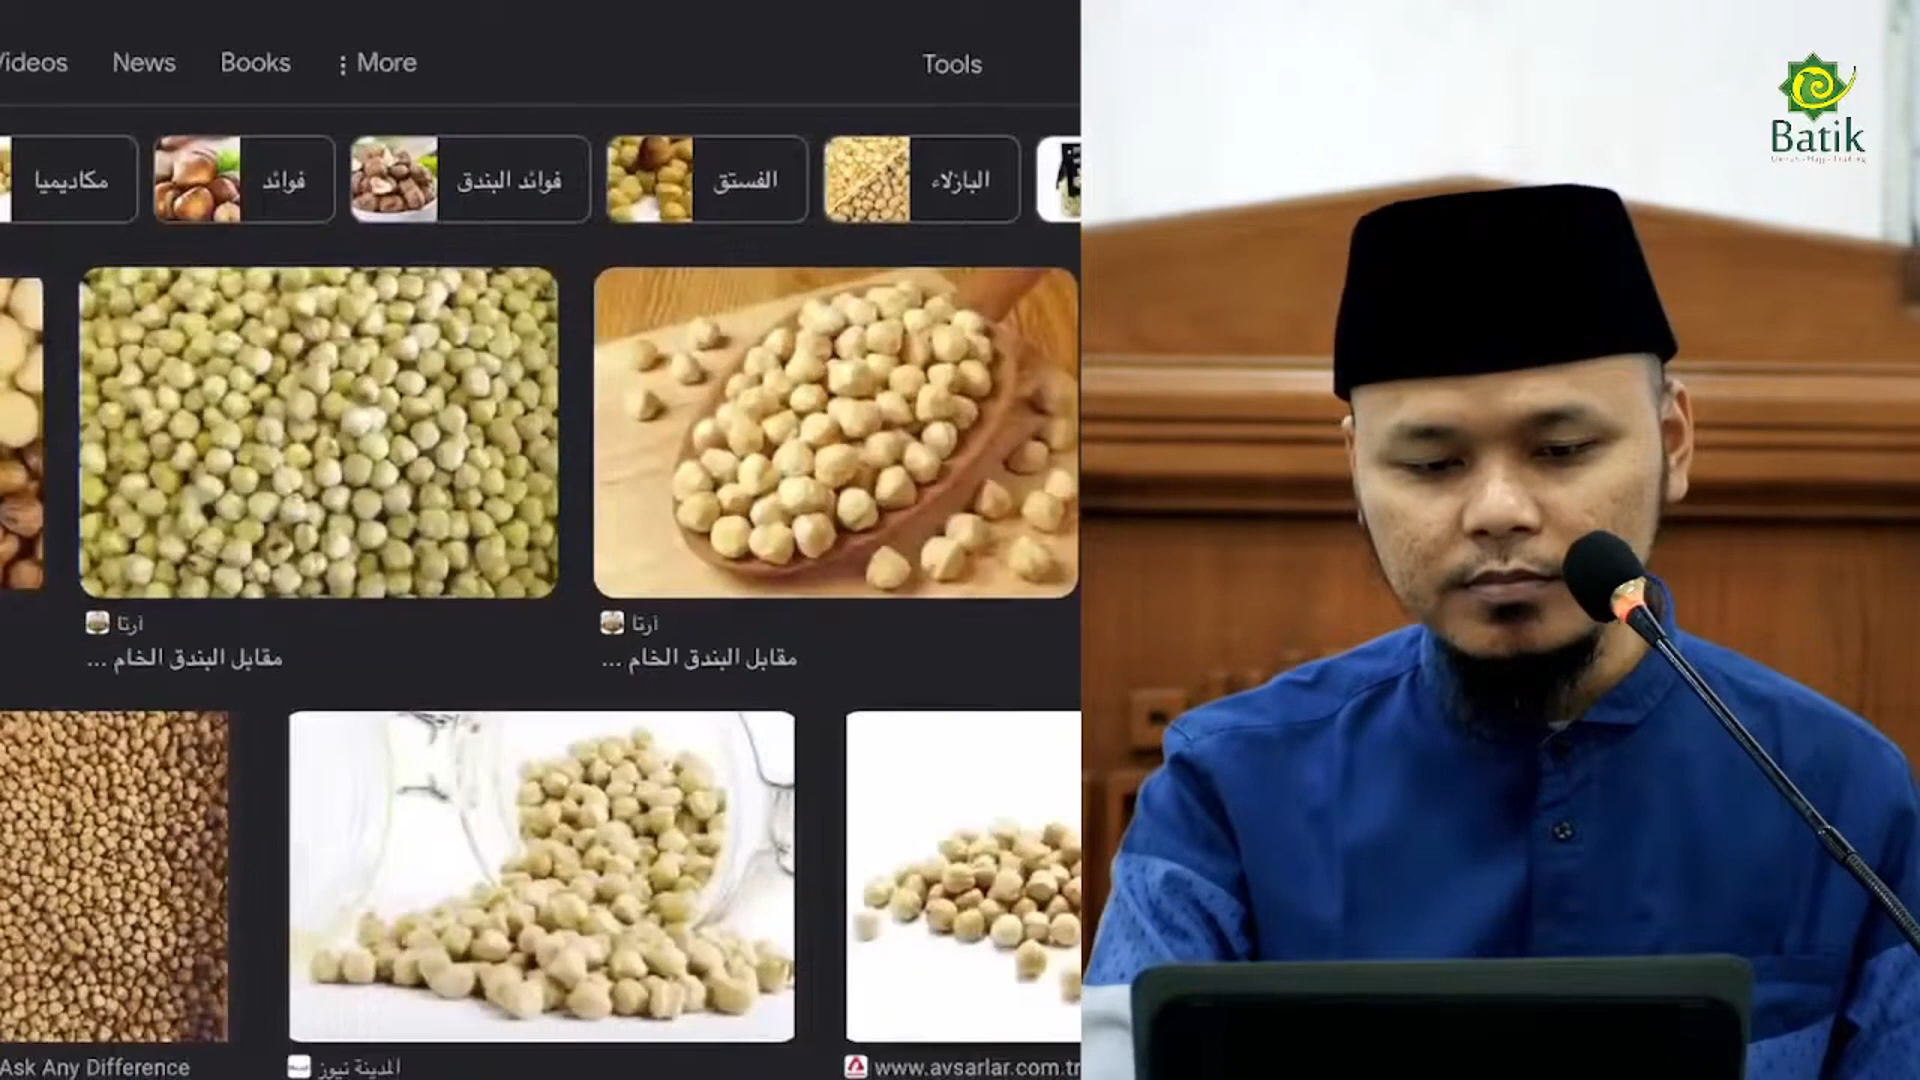 Videos News Books More Tools
مكاديميا
فوائد
فوائد البندق
الفستق
البازلاء
Batik
آرتا
مقابل البندق الخام ...
آرتا
مقابل البندق الخام ...
Ask Any Difference
المدينة نيوز
www.avsarlar.com.tr